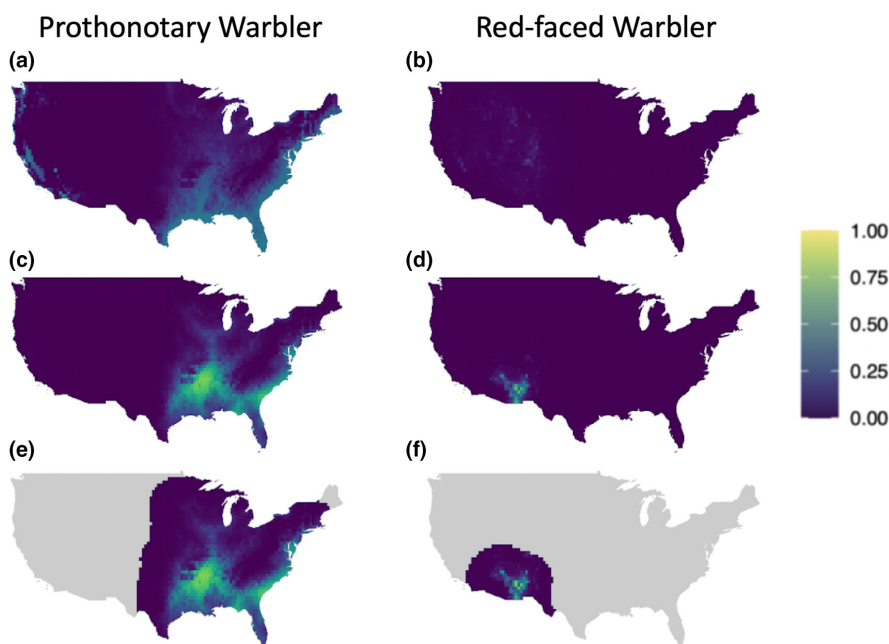 Prothonotary Warbler
Red-faced Warbler
(a)
(b)
(c)
(d)
(e)
(f)
1.00
0.75
0.50
0.25
0.00